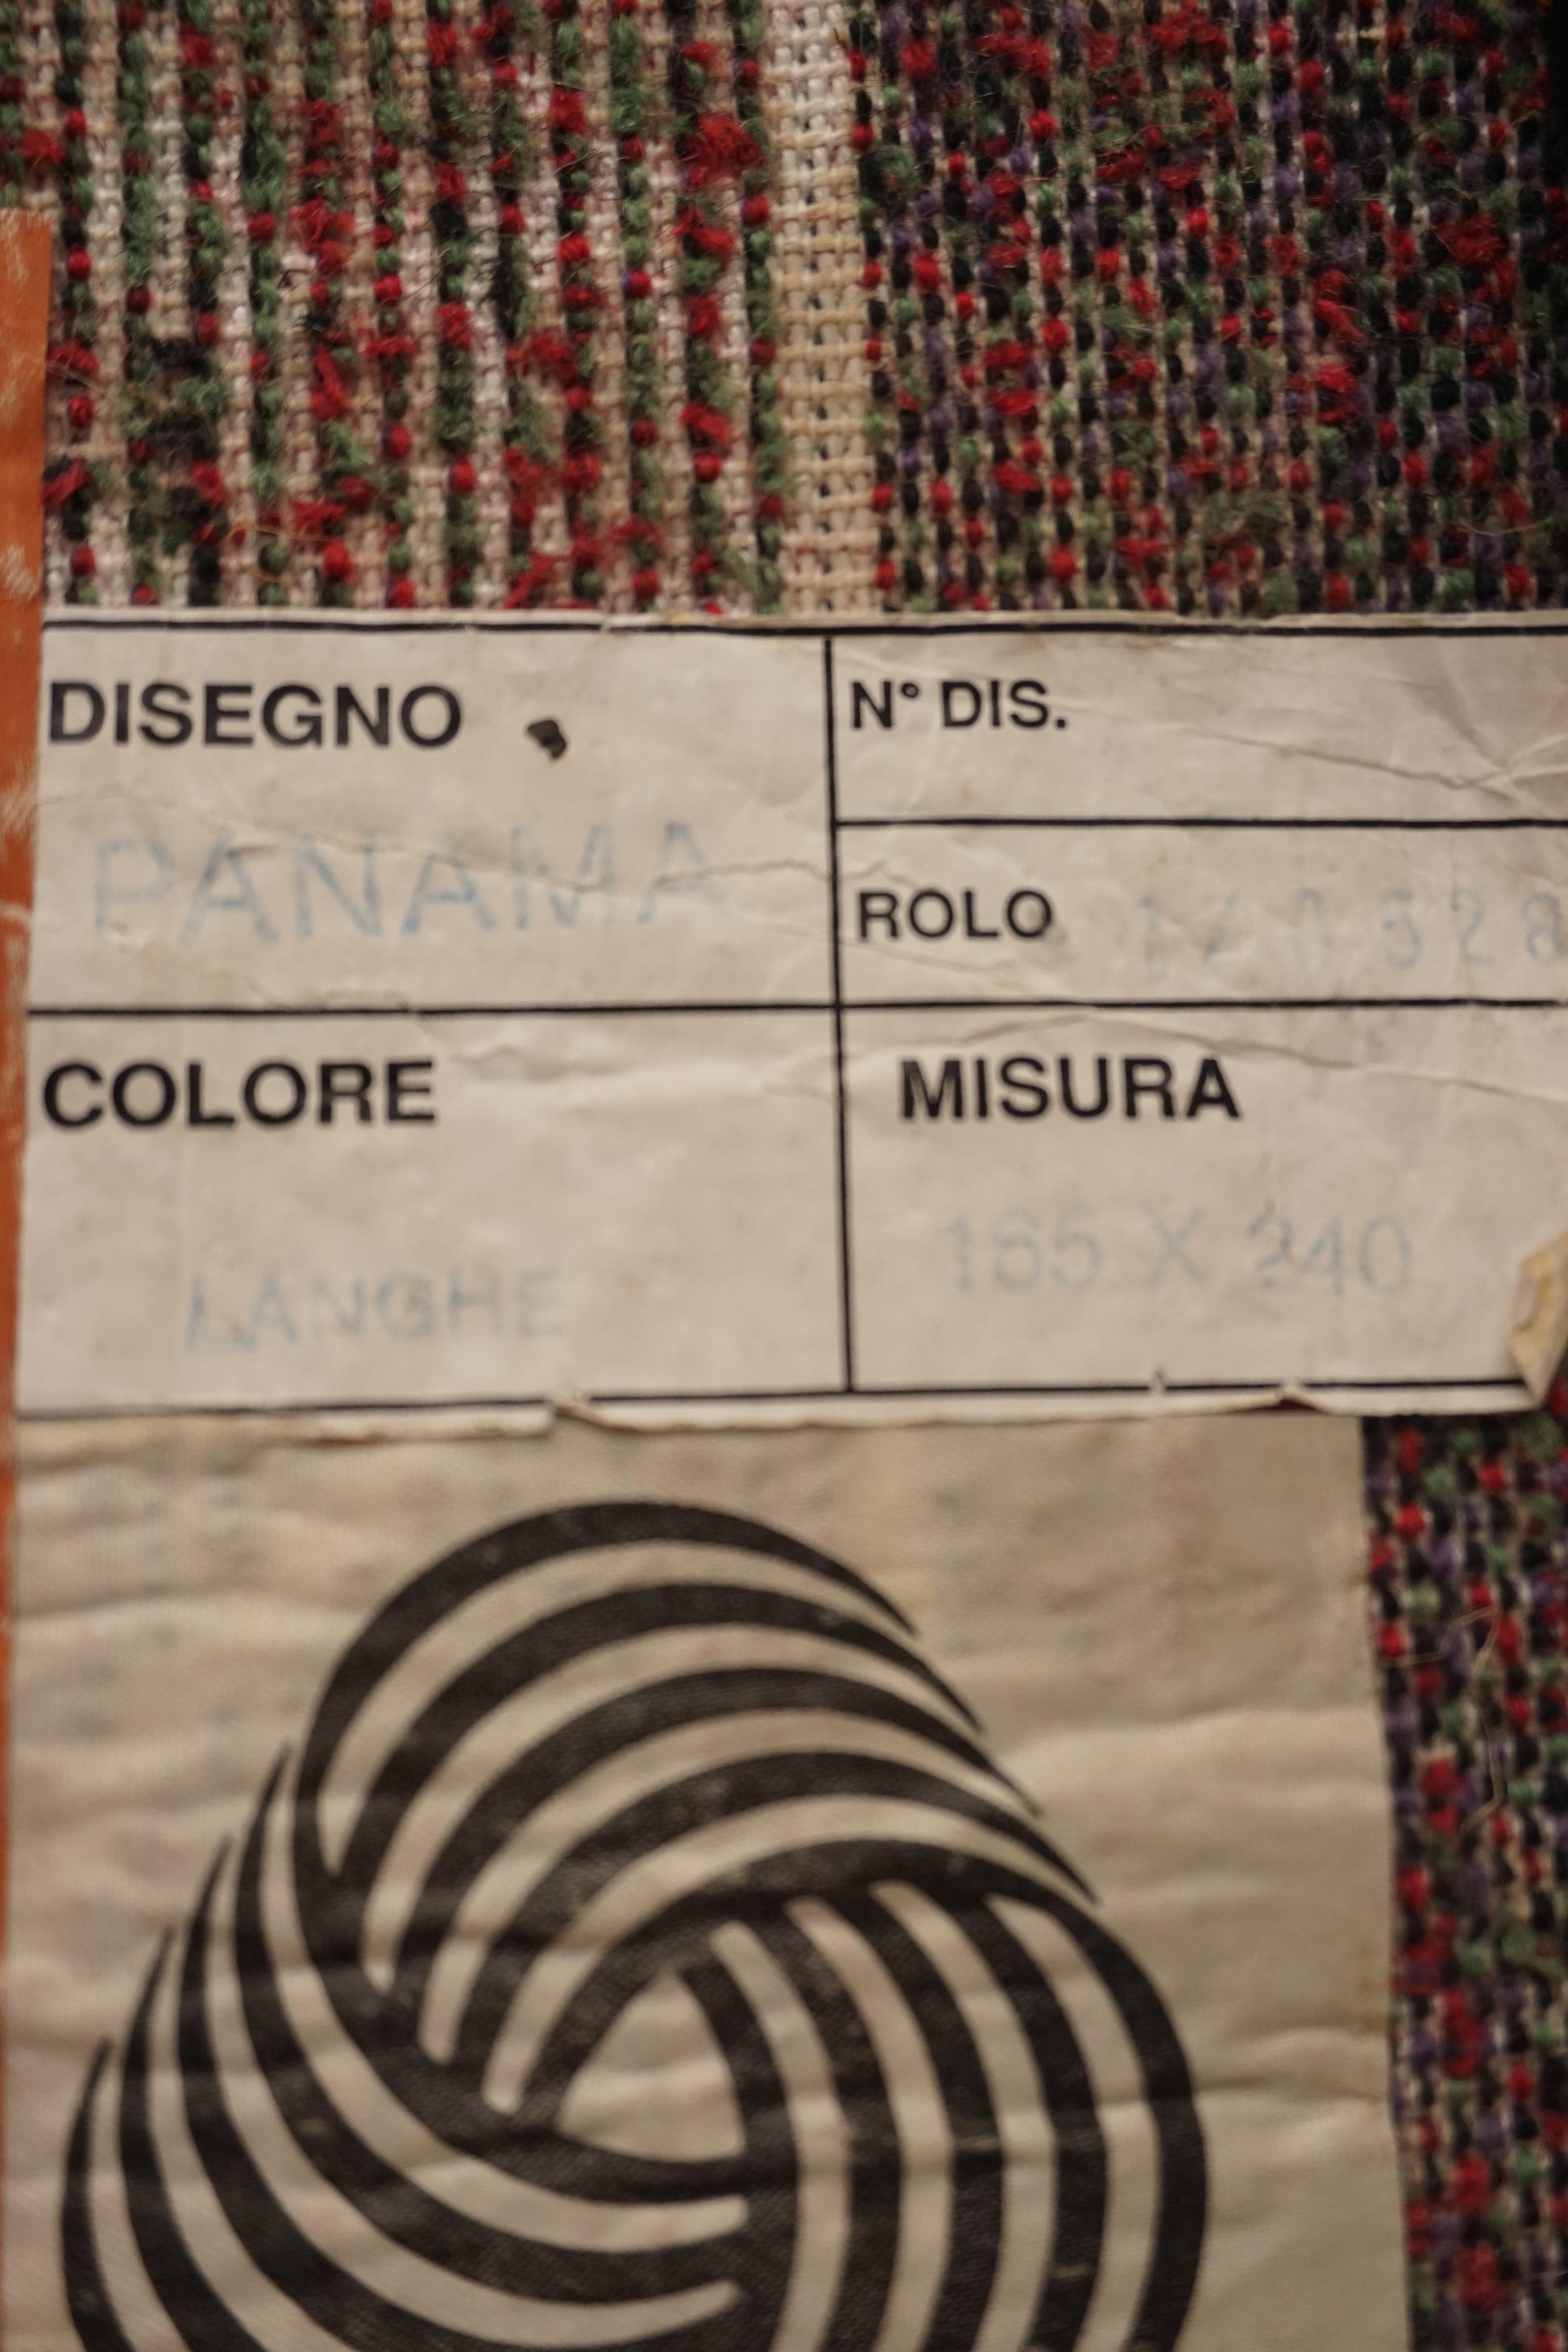 DISEGNO
PANAMA
N° DIS.
ROLO
COLORE
LANGHE
MISURA
165 X 240